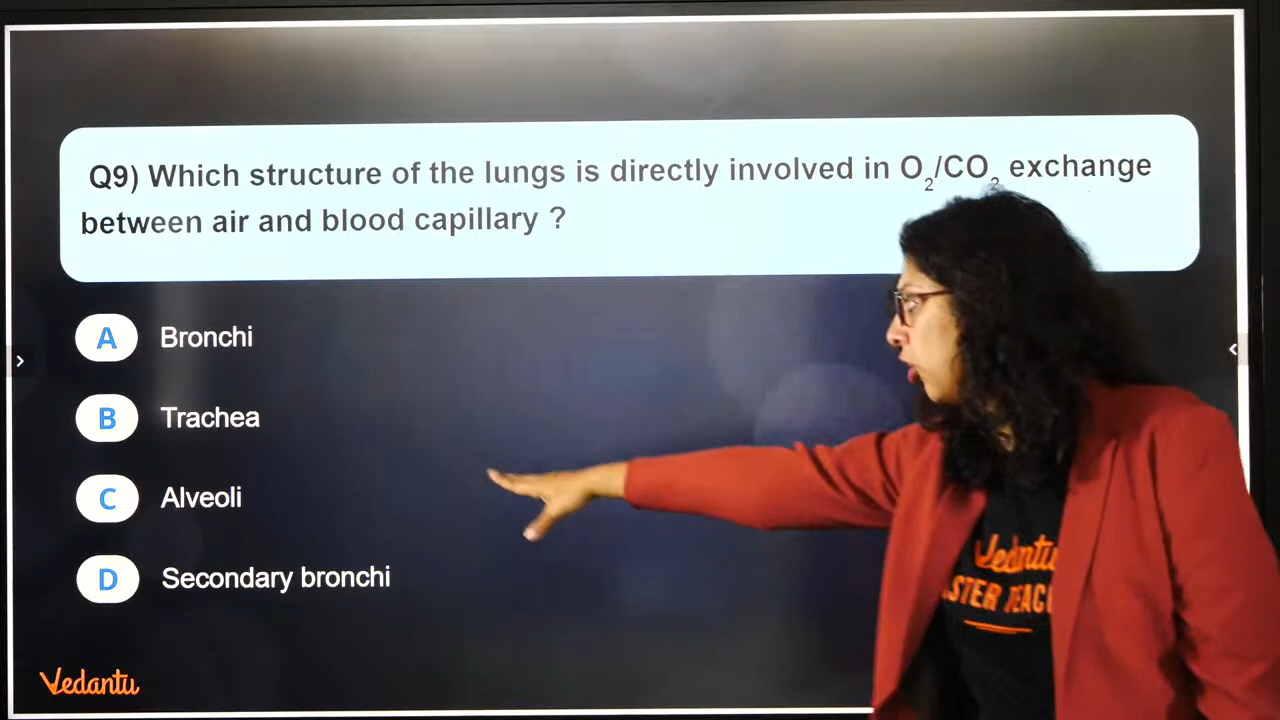 Q9) Which structure of the lungs is directly involved in O₂/CO₂ exchange
between air and blood capillary ?
A Bronchi
B Trachea
C Alveoli
D Secondary bronchi
Vedantu
Vedantu